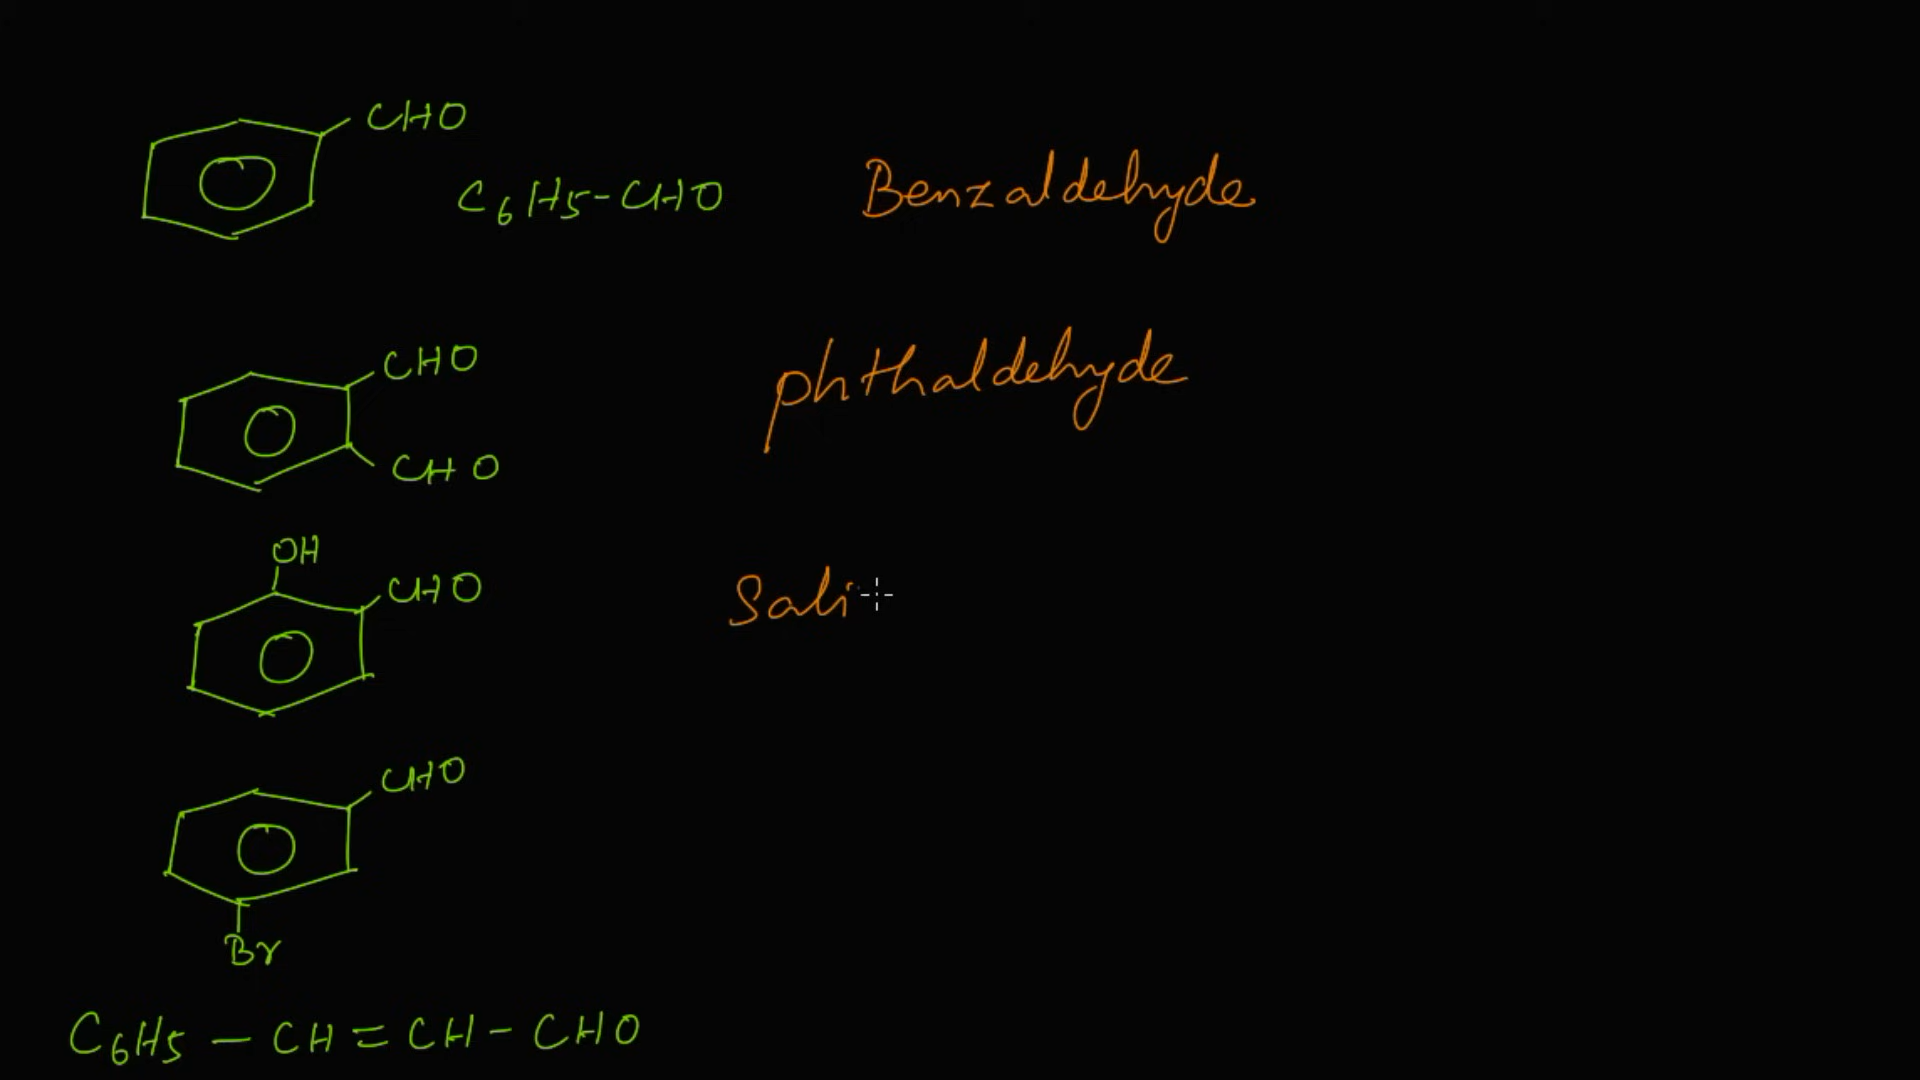 CHO
C6H5-CHO Benzaldehyde
CHO
phthaldehyde
CHO
OH
CHO
Sali
CHO
Br
C6H5 - CH = CH - CHO